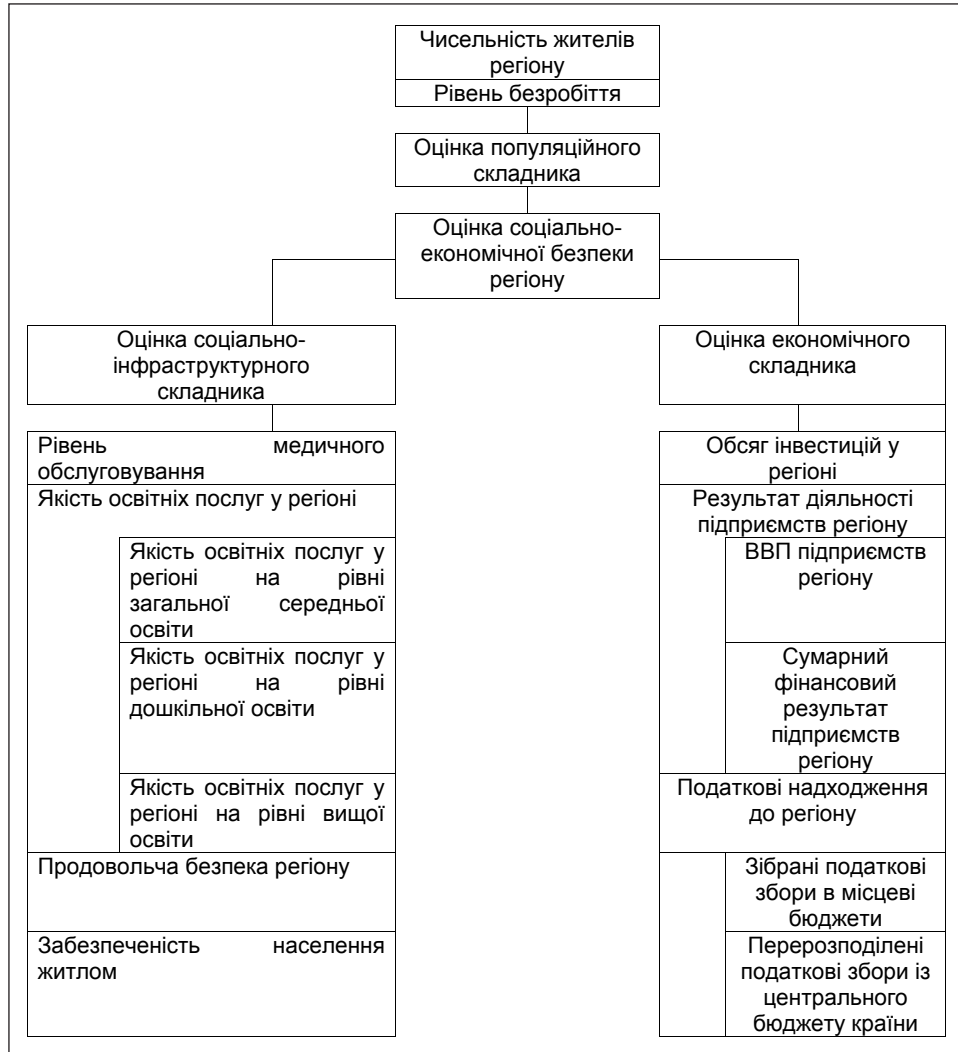 Чисельність жителів
регіону
Рівень безробіття
Оцінка популяційного
складника
Оцінка соціально-
економічної безпеки
регіону
Оцінка соціально-
інфраструктурного
складника
Рівень медичного
обслуговування
Якість освітніх послуг у регіоні
Якість освітніх послуг у
регіоні на рівні
загальної середньої
освіти
Якість освітніх послуг у
регіоні на рівні
дошкільної освіти
Якість освітніх послуг у
регіоні на рівні вищої
освіти
Продовольча безпека регіону
Забезпеченість населення
житлом
Оцінка економічного
складника
Обсяг інвестицій у
регіоні
Результат діяльності
підприємств регіону
ВВП підприємств
регіону
Сумарний
фінансовий
результат
підприємств
регіону
Податкові надходження
до регіону
Зібрані податкові
збори в місцеві
бюджети
Перерозподілені
податкові збори із
центрального
бюджету країни